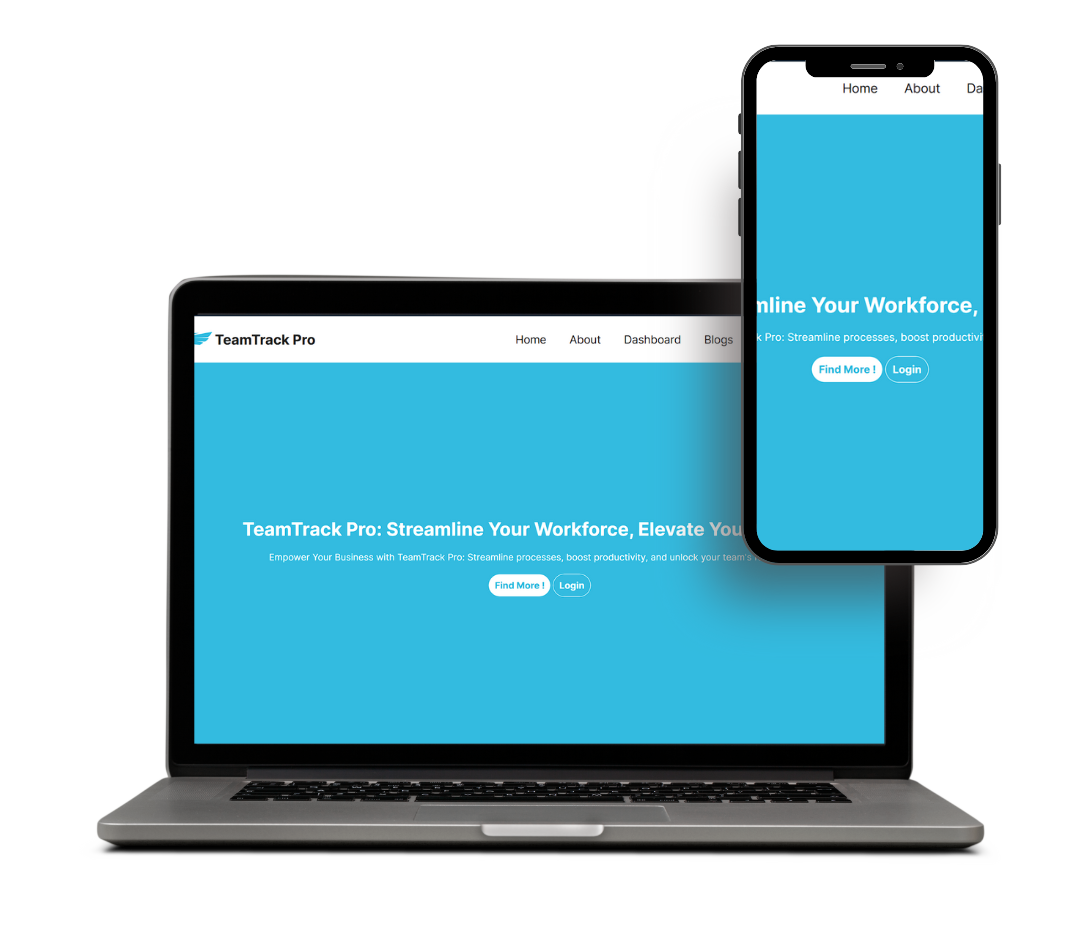 TeamTrack Pro
Home About Dashboard Blogs
TeamTrack Pro: Streamline Your Workforce, Elevate You
Empower Your Business with TeamTrack Pro: Streamline processes, boost productivity, and unlock your team's
Find More ! Login
Home About Da
mline Your Workforce,
k Pro: Streamline processes, boost productivi
Find More ! Login